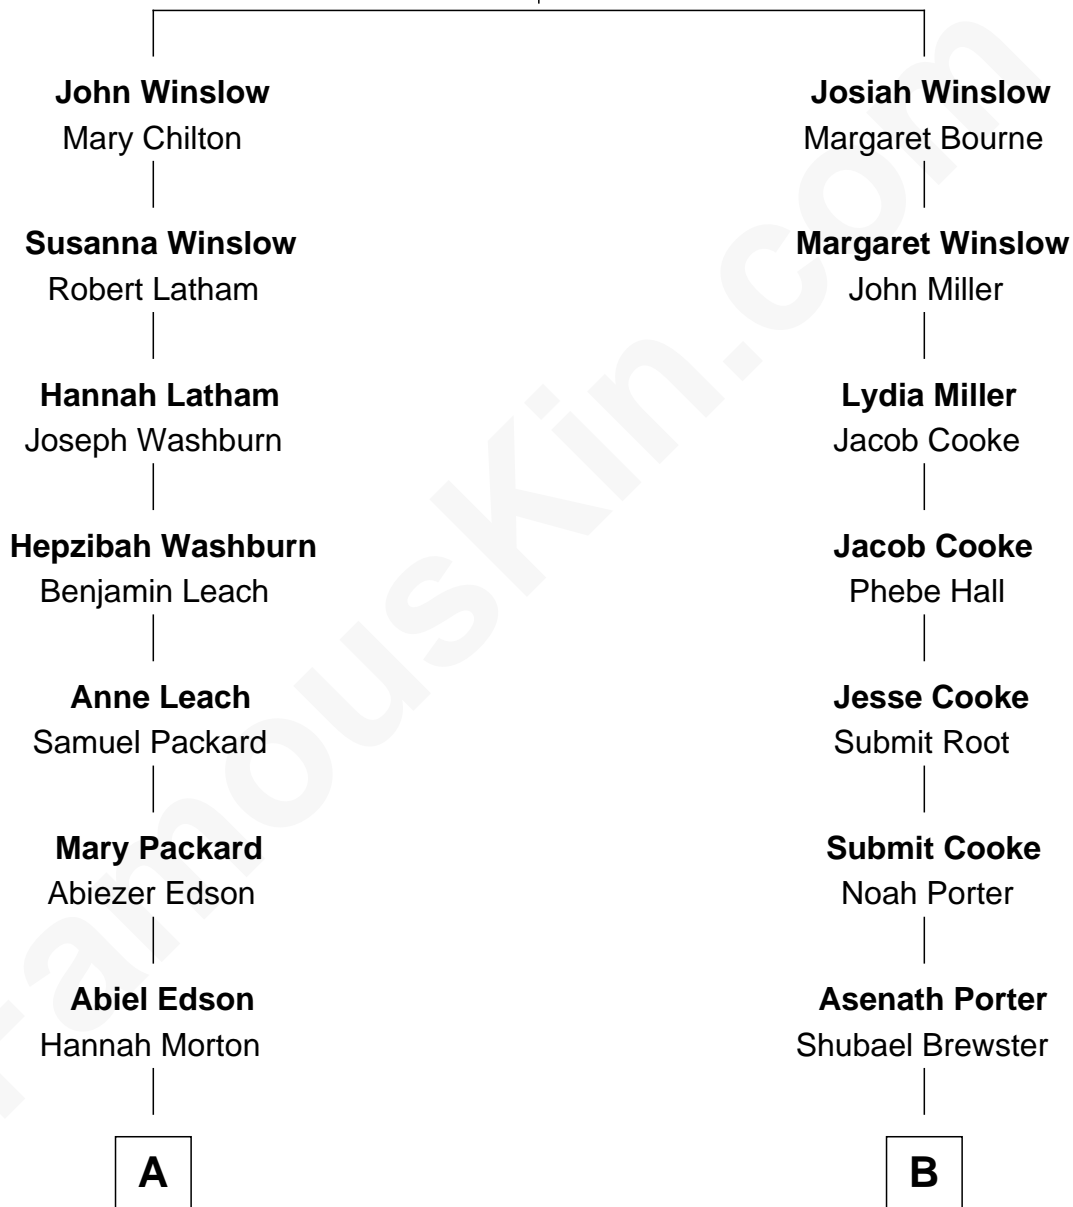 John Winslow
Mary Chilton
Susanna Winslow
Robert Latham
Hannah Latham
Joseph Washburn
Hepzibah Washburn
Benjamin Leach
Anne Leach
Samuel Packard
Mary Packard
Abiezer Edson
Abiel Edson
Hannah Morton
A
Josiah Winslow
Margaret Bourne
Margaret Winslow
John Miller
Lydia Miller
Jacob Cooke
Jacob Cooke
Phebe Hall
Jesse Cooke
Submit Root
Submit Cooke
Noah Porter
Asenath Porter
Shubael Brewster
B
FamousKin.com